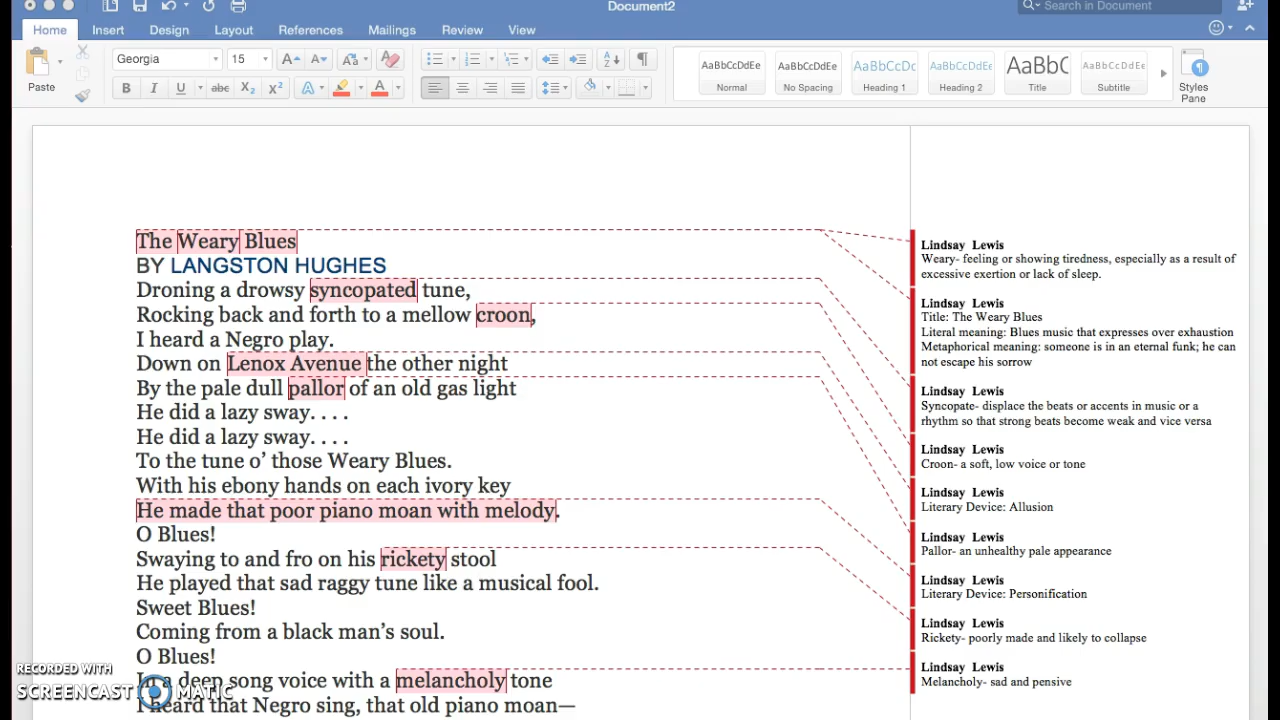 Document2
Search in Document
Home Insert Design Layout References Mailings Review View
Georgia 15
Paste
B I U abc X2 X2 A A
AaBbCcDdEe AaBbCcDdEe AaBbCcDc AaBbCcDdEe AaBbC AaBbCcDdEe
Normal No Spacing Heading 1 Heading 2 Title Subtitle
Styles
Pane
The Weary Blues
BY LANGSTON HUGHES
Droning a drowsy syncopated tune,
Rocking back and forth to a mellow croon,
I heard a Negro play.
Down on Lenox Avenue the other night
By the pale dull pallor of an old gas light
He did a lazy sway. . . .
He did a lazy sway. . . .
To the tune o’ those Weary Blues.
With his ebony hands on each ivory key
He made that poor piano moan with melody.
O Blues!
Swaying to and fro on his rickety stool
He played that sad raggy tune like a musical fool.
Sweet Blues!
Coming from a black man’s soul.
O Blues!
In a deep song voice with a melancholy tone
I heard that Negro sing, that old piano moan—
Lindsay Lewis
Weary- feeling or showing tiredness, especially as a result of
excessive exertion or lack of sleep.
Lindsay Lewis
Title: The Weary Blues
Literal meaning: Blues music that expresses over exhaustion
Metaphorical meaning: someone is in an eternal funk; he can
not escape his sorrow
Lindsay Lewis
Syncopate- displace the beats or accents in music or a
rhythm so that strong beats become weak and vice versa
Lindsay Lewis
Croon- a soft, low voice or tone
Lindsay Lewis
Literary Device: Allusion
Lindsay Lewis
Pallor- an unhealthy pale appearance
Lindsay Lewis
Literary Device: Personification
Lindsay Lewis
Rickety- poorly made and likely to collapse
Lindsay Lewis
Melancholy- sad and pensive
RECORDED WITH
SCREENCAST MATIC